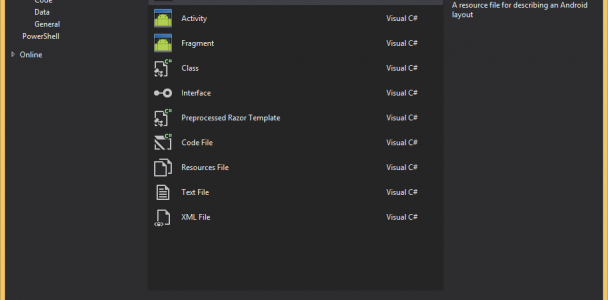 Code
Data
General
PowerShell
Online
Activity Visual C#
Fragment Visual C#
C# Class Visual C#
Interface Visual C#
C# Preprocessed Razor Template Visual C#
C# Code File Visual C#
Resources File Visual C#
Text File Visual C#
XML File Visual C#
A resource file for describing an Android
layout